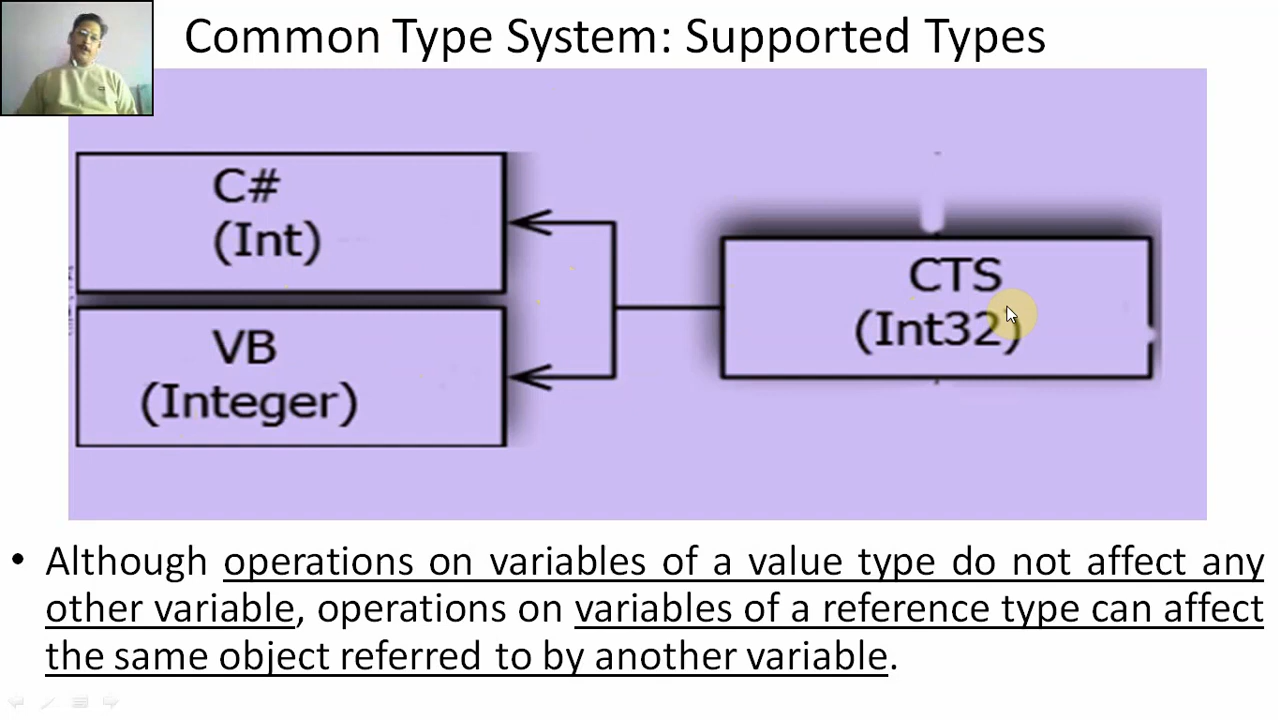 Common Type System: Supported Types
C#
(Int)
VB
(Integer)
CTS
(Int32)
• Although operations on variables of a value type do not affect any
other variable, operations on variables of a reference type can affect
the same object referred to by another variable.